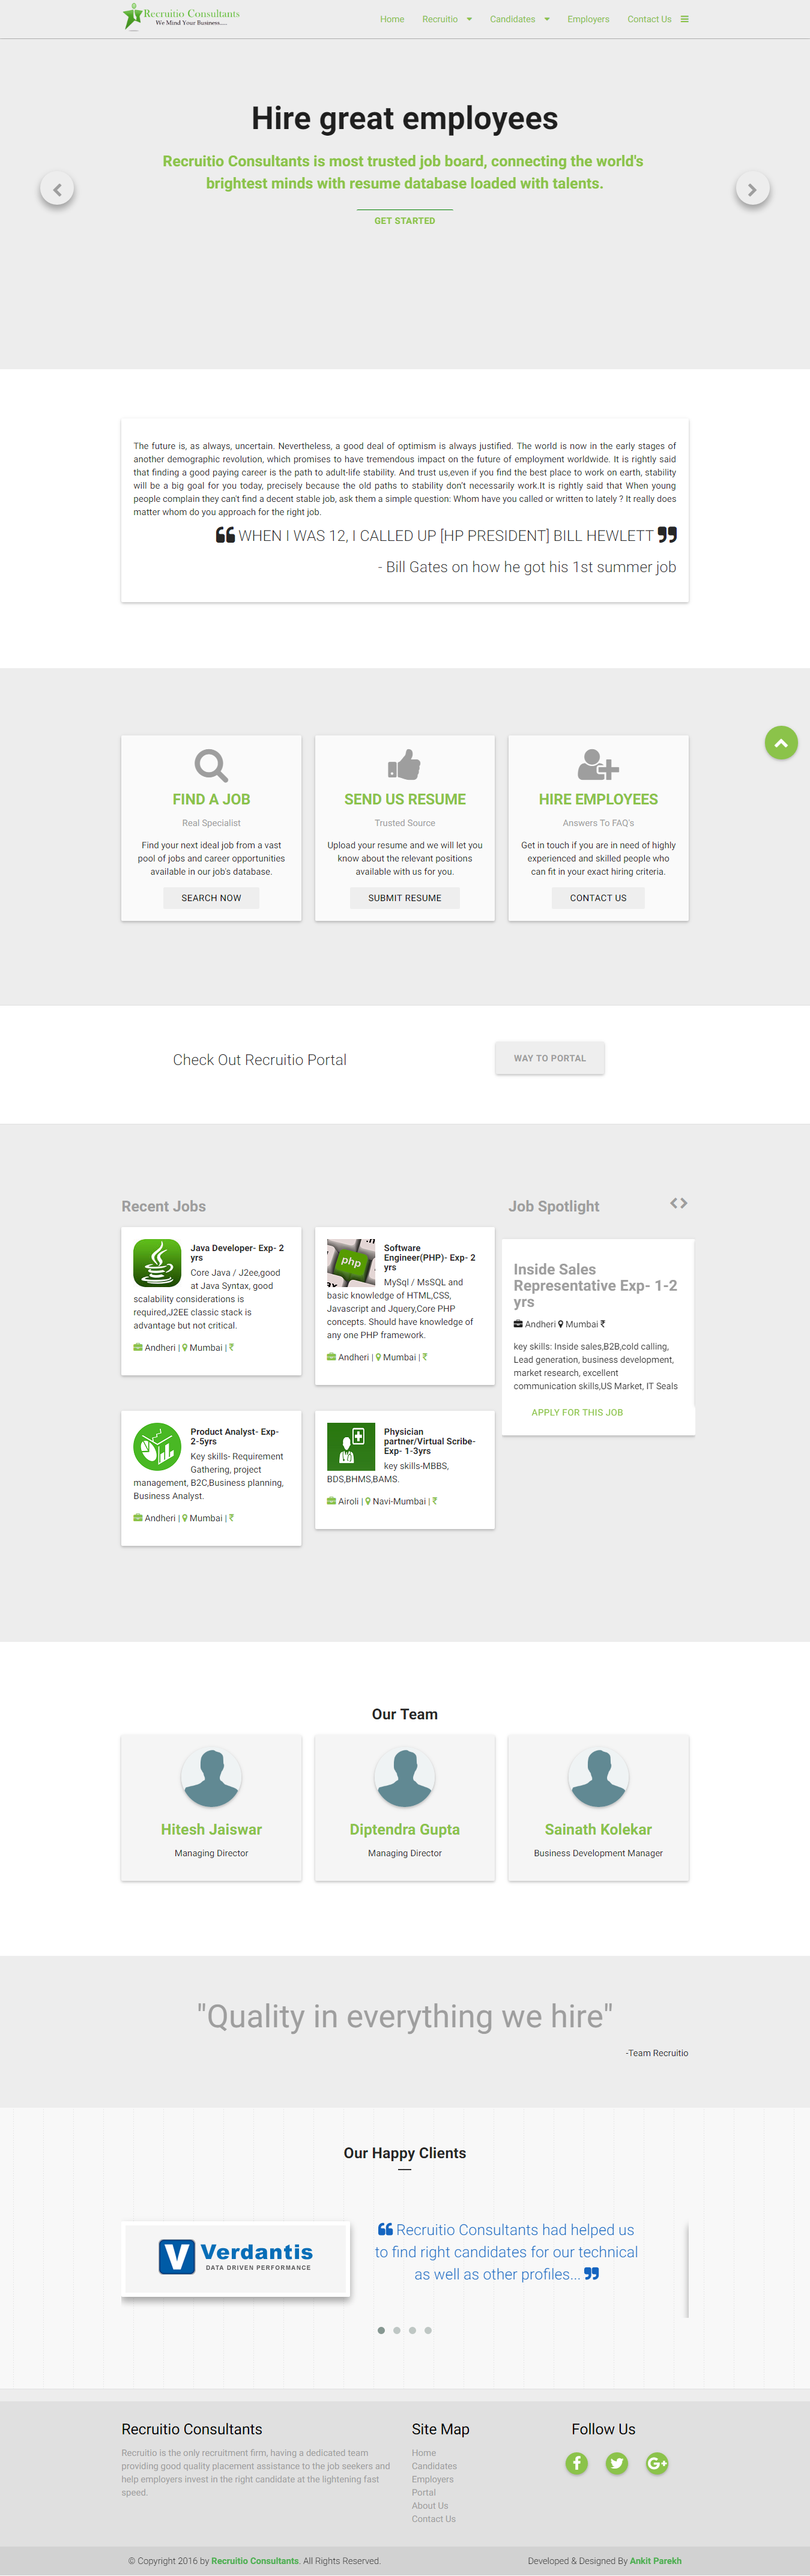 Recruitio Consultants
We Mind Your Business.....
Home Recruitio Candidates Employers Contact Us
Hire great employees
Recruitio Consultants is most trusted job board, connecting the world's
brightest minds with resume database loaded with talents.
GET STARTED
The future is, as always, uncertain. Nevertheless, a good deal of optimism is always justified. The world is now in the early stages of
another demographic revolution, which promises to have tremendous impact on the future of employment worldwide. It is rightly said
that finding a good paying career is the path to adult-life stability. And trust us,even if you find the best place to work on earth, stability
will be a big goal for you today, precisely because the old paths to stability don't necessarily work.It is rightly said that When young
people complain they can't find a decent stable job, ask them a simple question: Whom have you called or written to lately ? It really does
matter whom do you approach for the right job.
❝ WHEN I WAS 12, I CALLED UP [HP PRESIDENT] BILL HEWLETT ❞
- Bill Gates on how he got his 1st summer job
FIND A JOB
Real Specialist
Find your next ideal job from a vast
pool of jobs and career opportunities
available in our job's database.
SEARCH NOW
SEND US RESUME
Trusted Source
Upload your resume and we will let you
know about the relevant positions
available with us for you.
SUBMIT RESUME
HIRE EMPLOYEES
Answers To FAQ's
Get in touch if you are in need of highly
experienced and skilled people who
can fit in your exact hiring criteria.
CONTACT US
Check Out Recruitio Portal
WAY TO PORTAL
Recent Jobs
Java Developer- Exp- 2
yrs
Core Java / J2ee,good
at Java Syntax, good
scalability considerations is
required,J2EE classic stack is
advantage but not critical.
Andheri | Mumbai | ₹
php
Software
Engineer(PHP)- Exp- 2
yrs
MySql / MsSQL and
basic knowledge of HTML,CSS,
Javascript and Jquery,Core PHP
concepts. Should have knowledge of
any one PHP framework.
Andheri | Mumbai | ₹
Product Analyst- Exp-
2-5yrs
Key skills- Requirement
Gathering, project
management, B2C,Business planning,
Business Analyst.
Andheri | Mumbai | ₹
Physician
partner/Virtual Scribe-
Exp- 1-3yrs
key skills-MBBS,
BDS,BHMS,BAMS.
Airoli | Navi-Mumbai | ₹
Job Spotlight
Inside Sales
Representative Exp- 1-2
yrs
Andheri Mumbai ₹
key skills: Inside sales,B2B,cold calling,
Lead generation, business development,
market research, excellent
communication skills,US Market, IT Seals
APPLY FOR THIS JOB
Our Team
Hitesh Jaiswar
Managing Director
Diptendra Gupta
Managing Director
Sainath Kolekar
Business Development Manager
"Quality in everything we hire"
-Team Recruitio
Our Happy Clients
V Verdantis
DATA DRIVEN PERFORMANCE
❝ Recruitio Consultants had helped us
to find right candidates for our technical
as well as other profiles... ❞
Recruitio Consultants
Recruitio is the only recruitment firm, having a dedicated team
providing good quality placement assistance to the job seekers and
help employers invest in the right candidate at the lightening fast
speed.
Site Map
Home
Candidates
Employers
Portal
About Us
Contact Us
Follow Us
f G+
© Copyright 2016 by Recruitio Consultants. All Rights Reserved.
Developed & Designed By Ankit Parekh